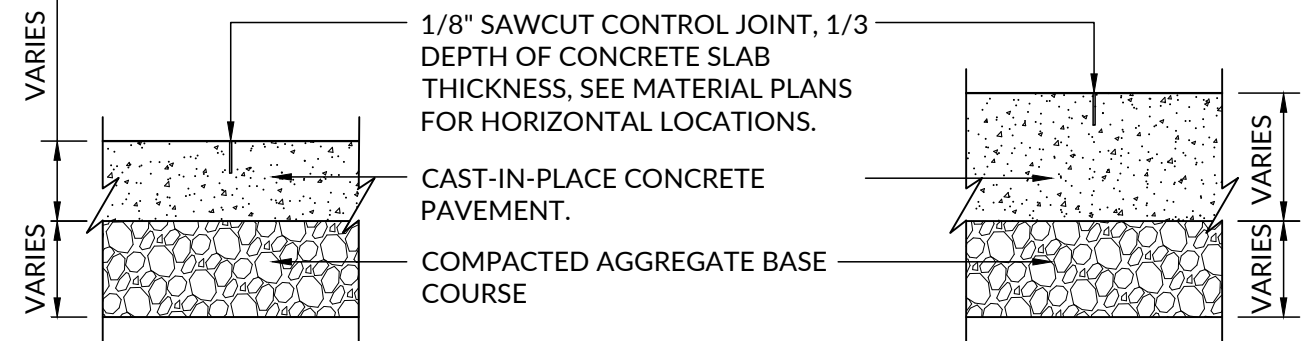 VARIES
VARIES
1/8" SAWCUT CONTROL JOINT, 1/3
DEPTH OF CONCRETE SLAB
THICKNESS, SEE MATERIAL PLANS
FOR HORIZONTAL LOCATIONS.
CAST-IN-PLACE CONCRETE
PAVEMENT.
COMPACTED AGGREGATE BASE
COURSE
VARIES
VARIES